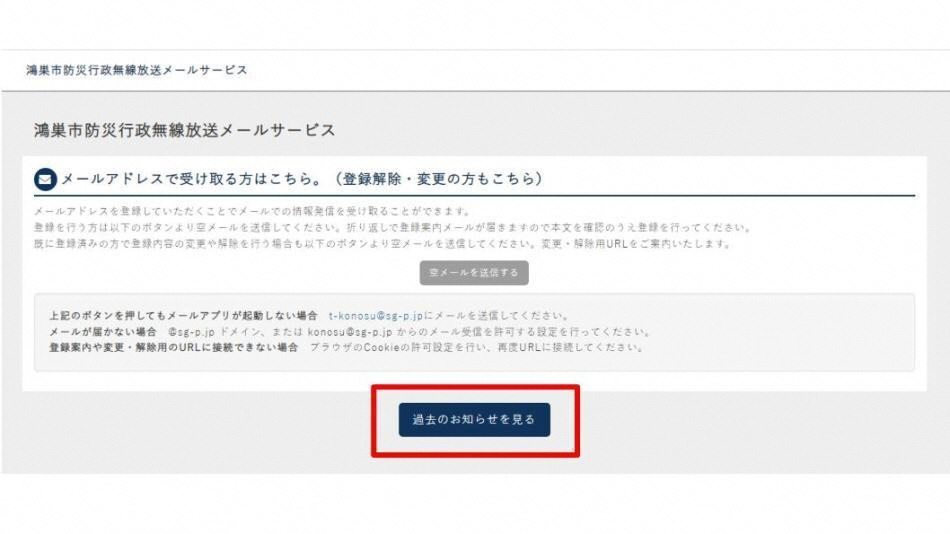 鴻巣市防災行政無線放送メールサービス
鴻巣市防災行政無線放送メールサービス
メールアドレスで受け取る方はこちら。（登録解除・変更の方もこちら）
メールアドレスを登録していただくことでメールでの情報発信を受け取ることができます。
登録を行う方は以下のボタンより空メールを送信してください。折り返しで登録案内メールが届きますので本文を確認のうえ登録を行ってください。
既に登録済みの方で登録内容の変更や解除を行う場合も以下のボタンより空メールを送信してください。変更・解除用URLをご案内いたします。
空メールを送信する
上記のボタンを押してもメールアプリが起動しない場合　t-konosu@sg-p.jpにメールを送信してください。
メールが届かない場合　@sg-p.jp ドメイン、または konosu@sg-p.jp からのメール受信を許可する設定を行ってください。
登録案内や変更・解除用のURLに接続できない場合　ブラウザのCookieの許可設定を行い、再度URLに接続してください。
過去のお知らせを見る